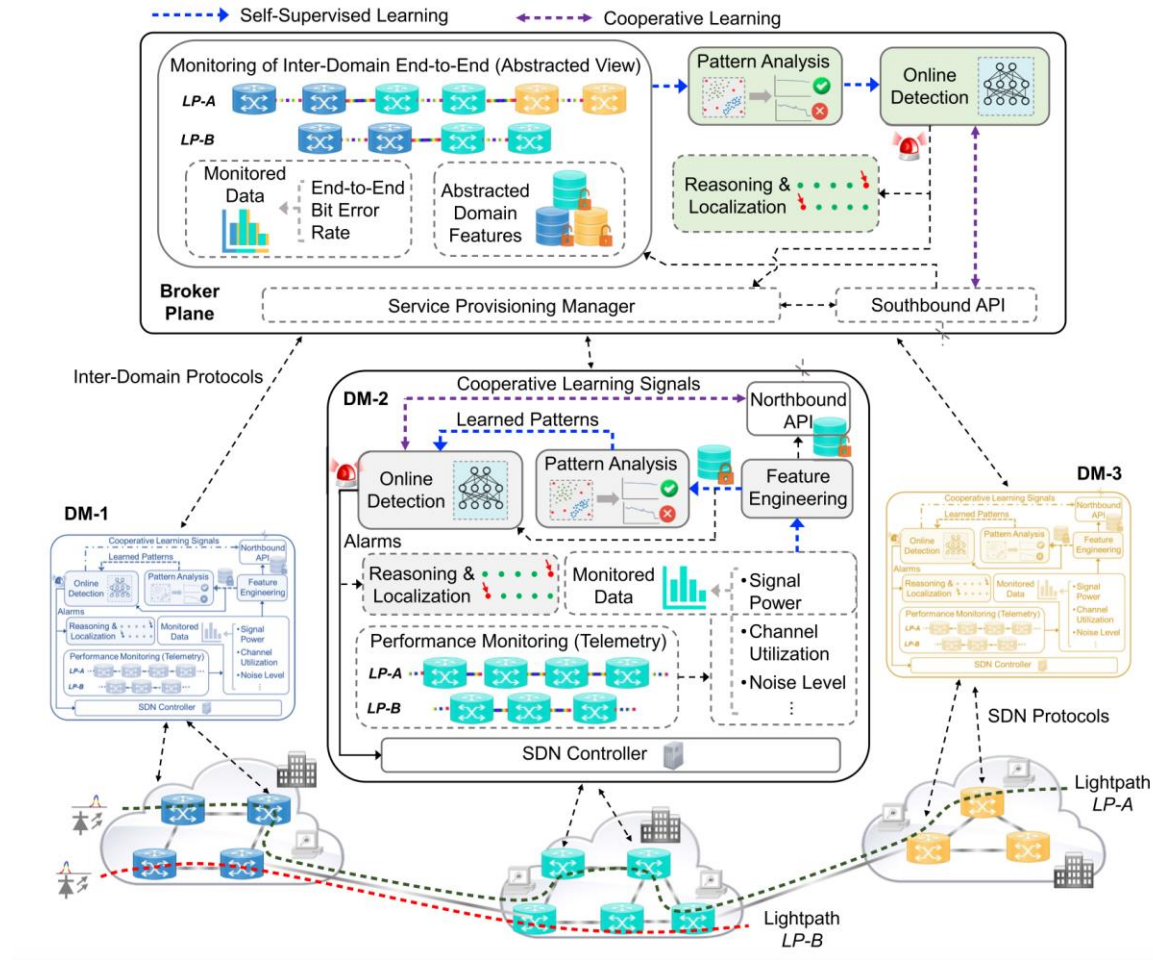 Self-Supervised Learning
Cooperative Learning
Monitoring of Inter-Domain End-to-End (Abstracted View)
LP-A
LP-B
Monitored
Data
End-to-End
Bit Error
Rate
Abstracted
Domain
Features
Pattern Analysis
Online
Detection
Reasoning &
Localization
Broker
Plane
Service Provisioning Manager
Southbound API
Inter-Domain Protocols
DM-2
Cooperative Learning Signals
Northbound
API
Learned Patterns
Online
Detection
Pattern Analysis
Feature
Engineering
Alarms
Reasoning &
Localization
Monitored
Data
•Signal
Power
•Channel
Utilization
•Noise Level
⋮
Performance Monitoring (Telemetry)
LP-A
LP-B
SDN Controller
DM-1
Cooperative Learning Signals
Northbound
API
Learned Patterns
Online
Detection
Pattern Analysis
Feature
Engineering
Alarms
Reasoning &
Localization
Monitored
Data
•Signal
Power
•Channel
Utilization
•Noise Level
⋮
Performance Monitoring (Telemetry)
LP-A
LP-B
SDN Controller
DM-3
Cooperative Learning Signals
Northbound
API
Learned Patterns
Online
Detection
Pattern Analysis
Feature
Engineering
Alarms
Reasoning &
Localization
Monitored
Data
•Signal
Power
•Channel
Utilization
•Noise Level
⋮
Performance Monitoring (Telemetry)
LP-A
LP-B
SDN Controller
SDN Protocols
Lightpath
LP-A
Lightpath
LP-B